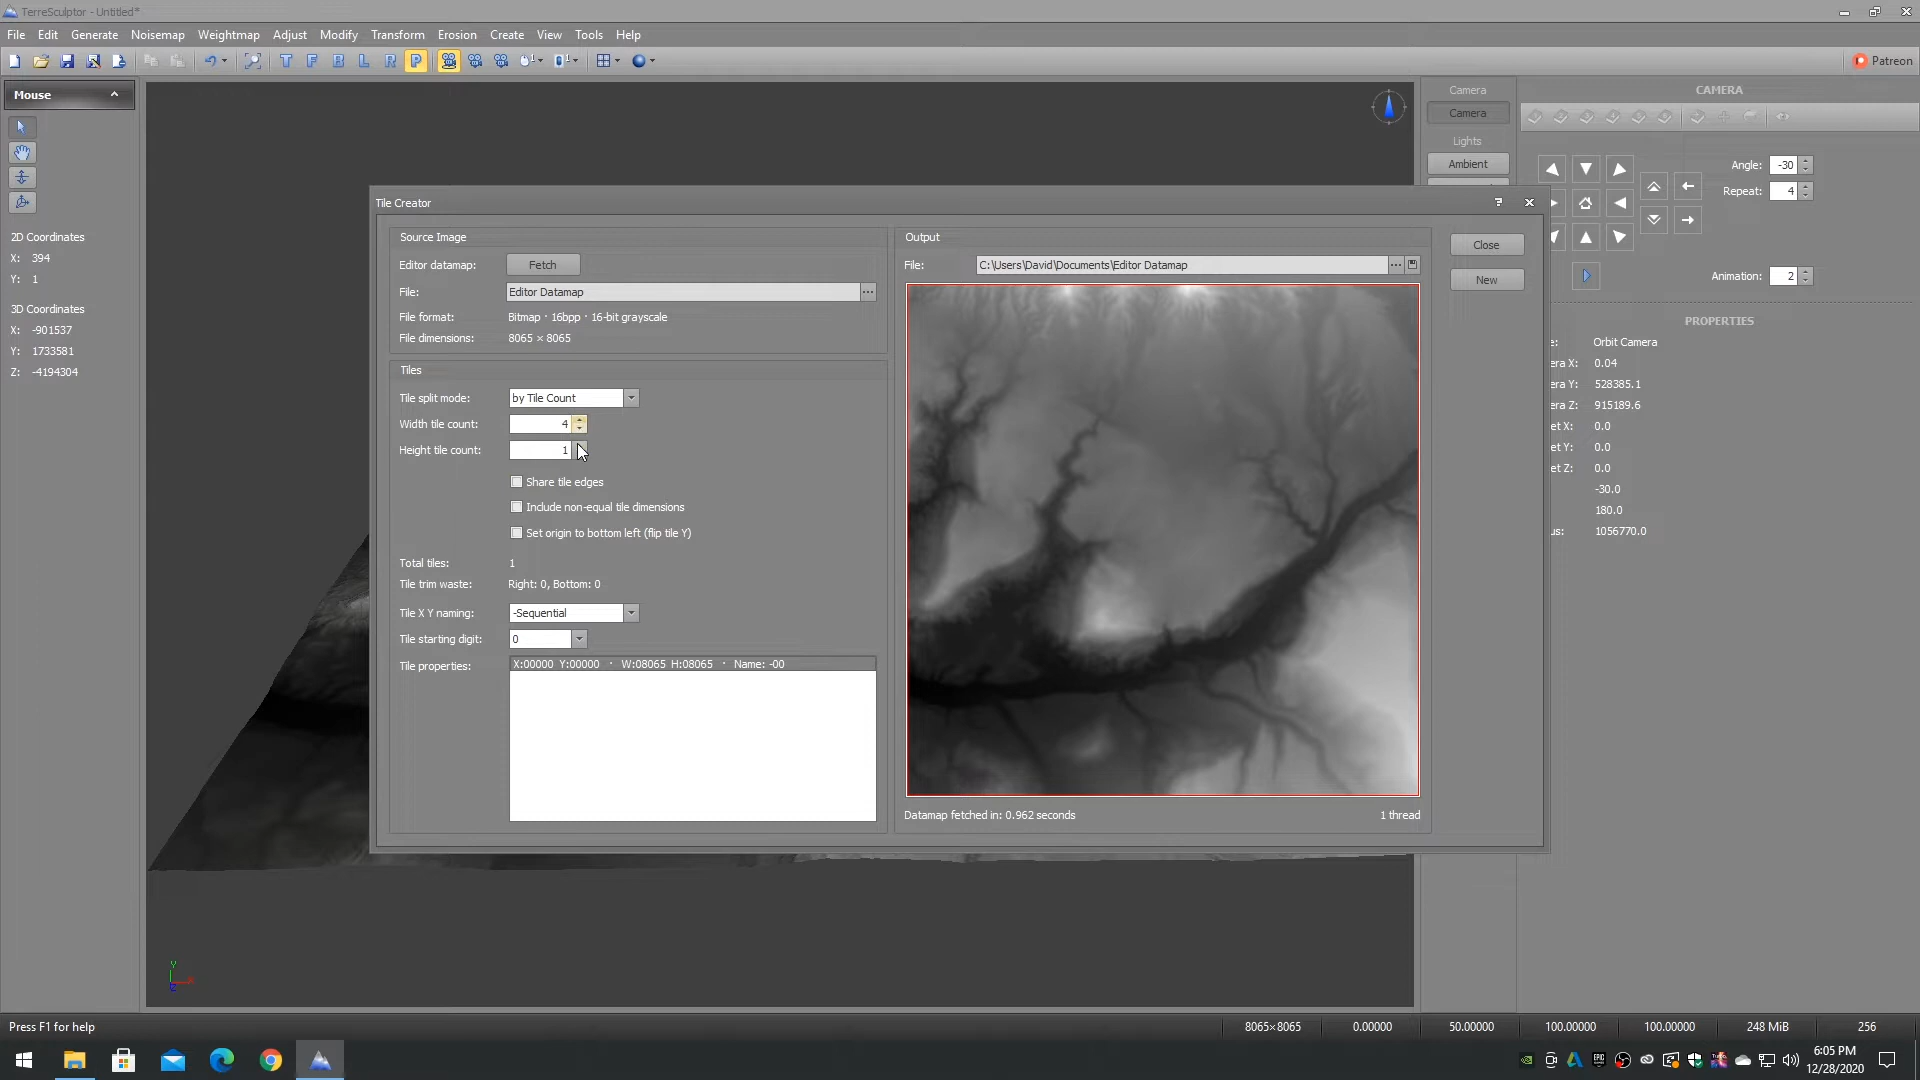 TerreSculptor - Untitled*
File Edit Generate Noisemap Weightmap Adjust Modify Transform Erosion Create View Tools Help
T F B L R P
Patreon
Mouse
2D Coordinates
X: 394
Y: 1
3D Coordinates
X: -901537
Y: 1733581
Z: -4194304
Tile Creator
?
Source Image
Editor datamap: Fetch
File: Editor Datamap ...
File format: Bitmap · 16bpp · 16-bit grayscale
File dimensions: 8065 × 8065
Tiles
Tile split mode: by Tile Count
Width tile count: 4
Height tile count: 1
Share tile edges
Include non-equal tile dimensions
Set origin to bottom left (flip tile Y)
Total tiles: 1
Tile trim waste: Right: 0, Bottom: 0
Tile X Y naming: -Sequential
Tile starting digit: 0
Tile properties: X:00000 Y:00000 · W:08065 H:08065 · Name: -00
Output
File: C:\Users\David\Documents\Editor Datamap ...
Datamap fetched in: 0.962 seconds 1 thread
Close
New
Camera
Camera
Lights
Ambient
CAMERA
Angle: -30
Repeat: 4
Animation: 2
PROPERTIES
e: Orbit Camera
era X: 0.04
era Y: 528385.1
era Z: 915189.6
et X: 0.0
et Y: 0.0
et Z: 0.0
-30.0
180.0
us: 1056770.0
Y
Press F1 for help 8065×8065 0.00000 50.00000 100.00000 100.00000 248 MiB 256
6:05 PM
12/28/2020